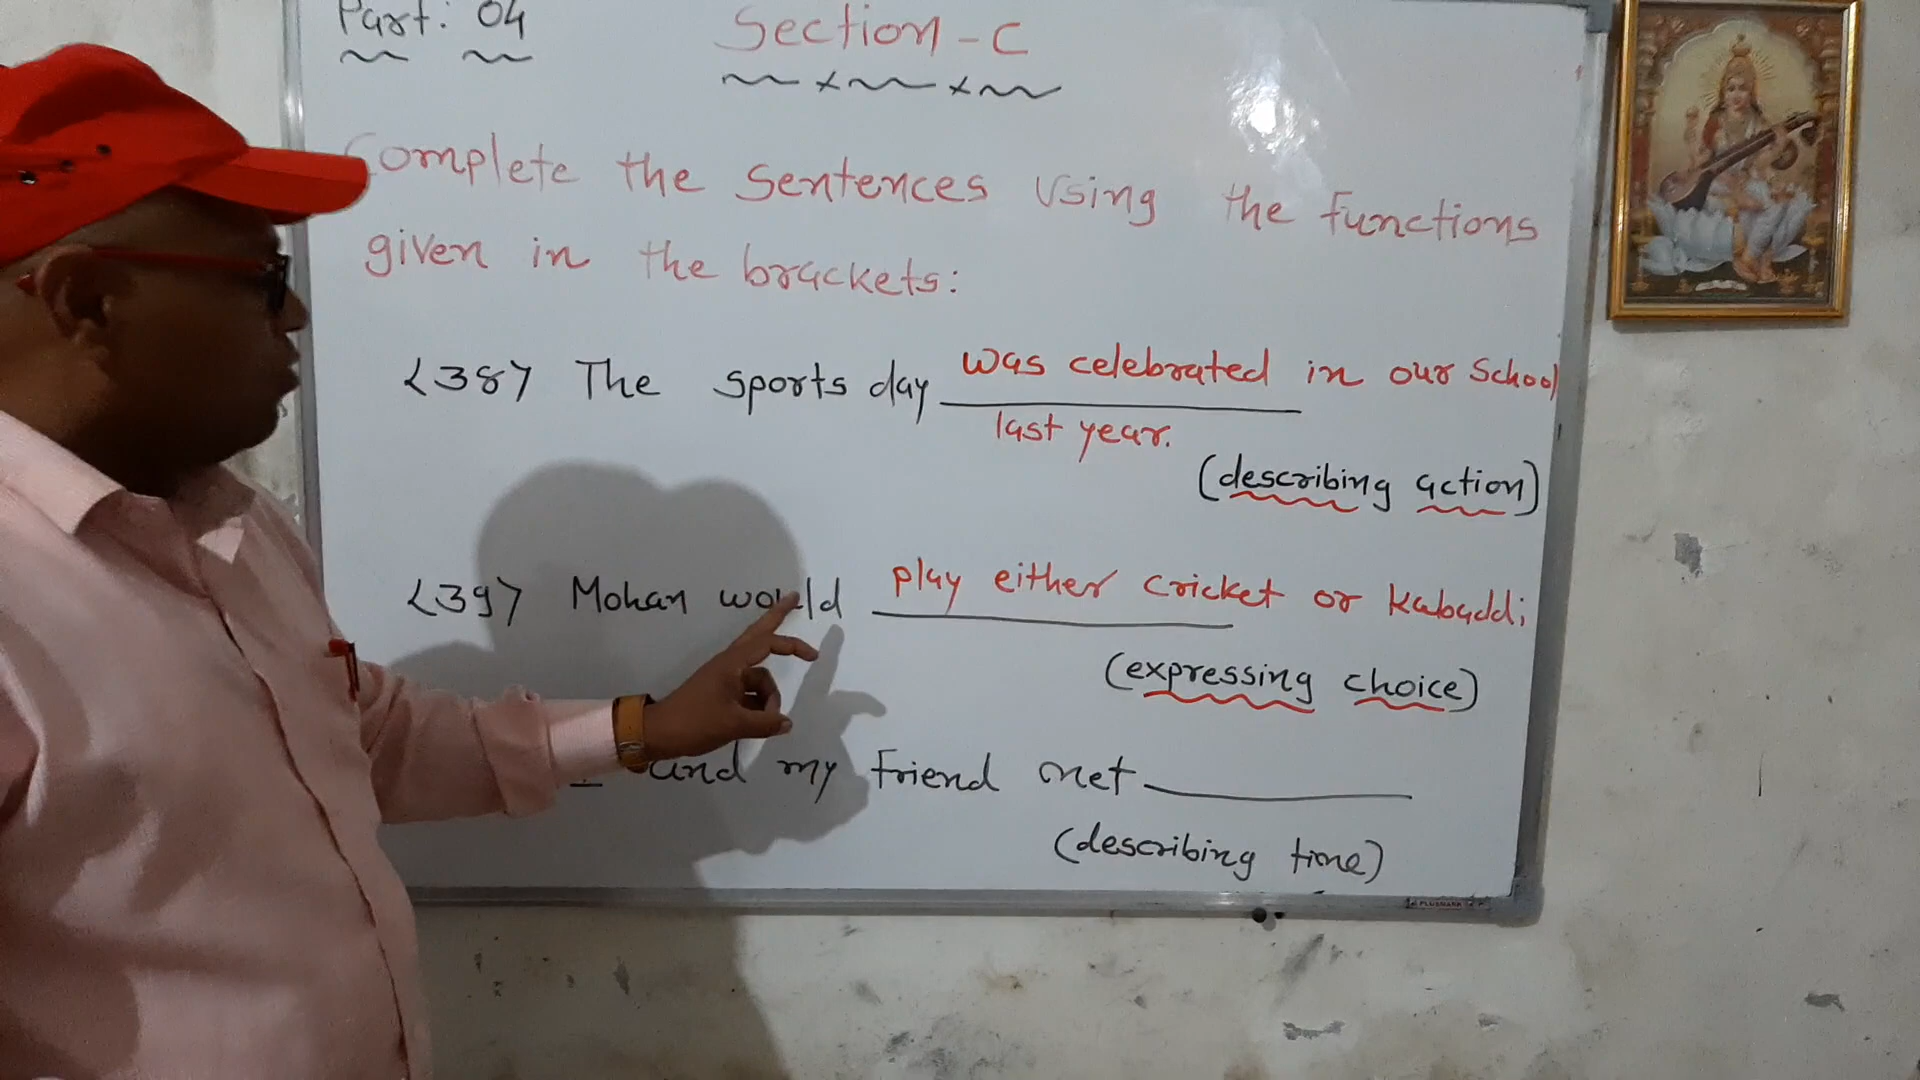 Part: 04
Section - C
Complete the sentences using the functions
given in the brackets:
<38> The sports day was celebrated in our School
last year.
(describing action)
<39> Mohan would play either cricket or kabaddi
(expressing choice)
I and my friend met
(describing time)